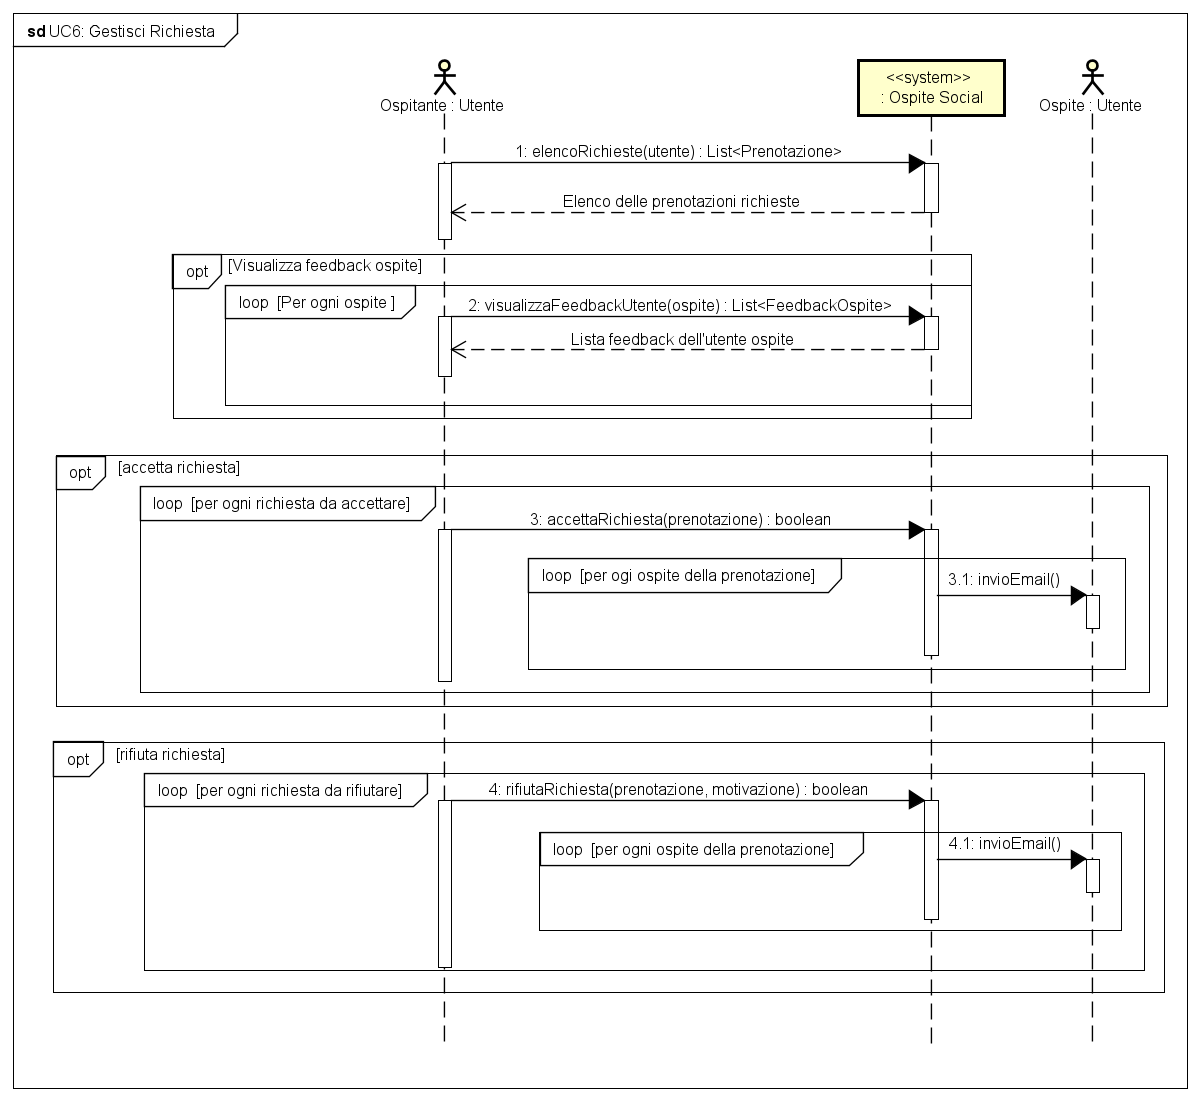 sd UC6: Gestisci Richiesta
Ospitante : Utente
<<system>>
: Ospite Social
Ospite : Utente
1: elencoRichieste(utente) : List<Prenotazione>
Elenco delle prenotazioni richieste
opt [Visualizza feedback ospite]
loop [Per ogni ospite ]
2: visualizzaFeedbackUtente(ospite) : List<FeedbackOspite>
Lista feedback dell'utente ospite
opt [accetta richiesta]
loop [per ogni richiesta da accettare]
3: accettaRichiesta(prenotazione) : boolean
loop [per ogi ospite della prenotazione]
3.1: invioEmail()
opt [rifiuta richiesta]
loop [per ogni richiesta da rifiutare]
4: rifiutaRichiesta(prenotazione, motivazione) : boolean
loop [per ogni ospite della prenotazione]
4.1: invioEmail()